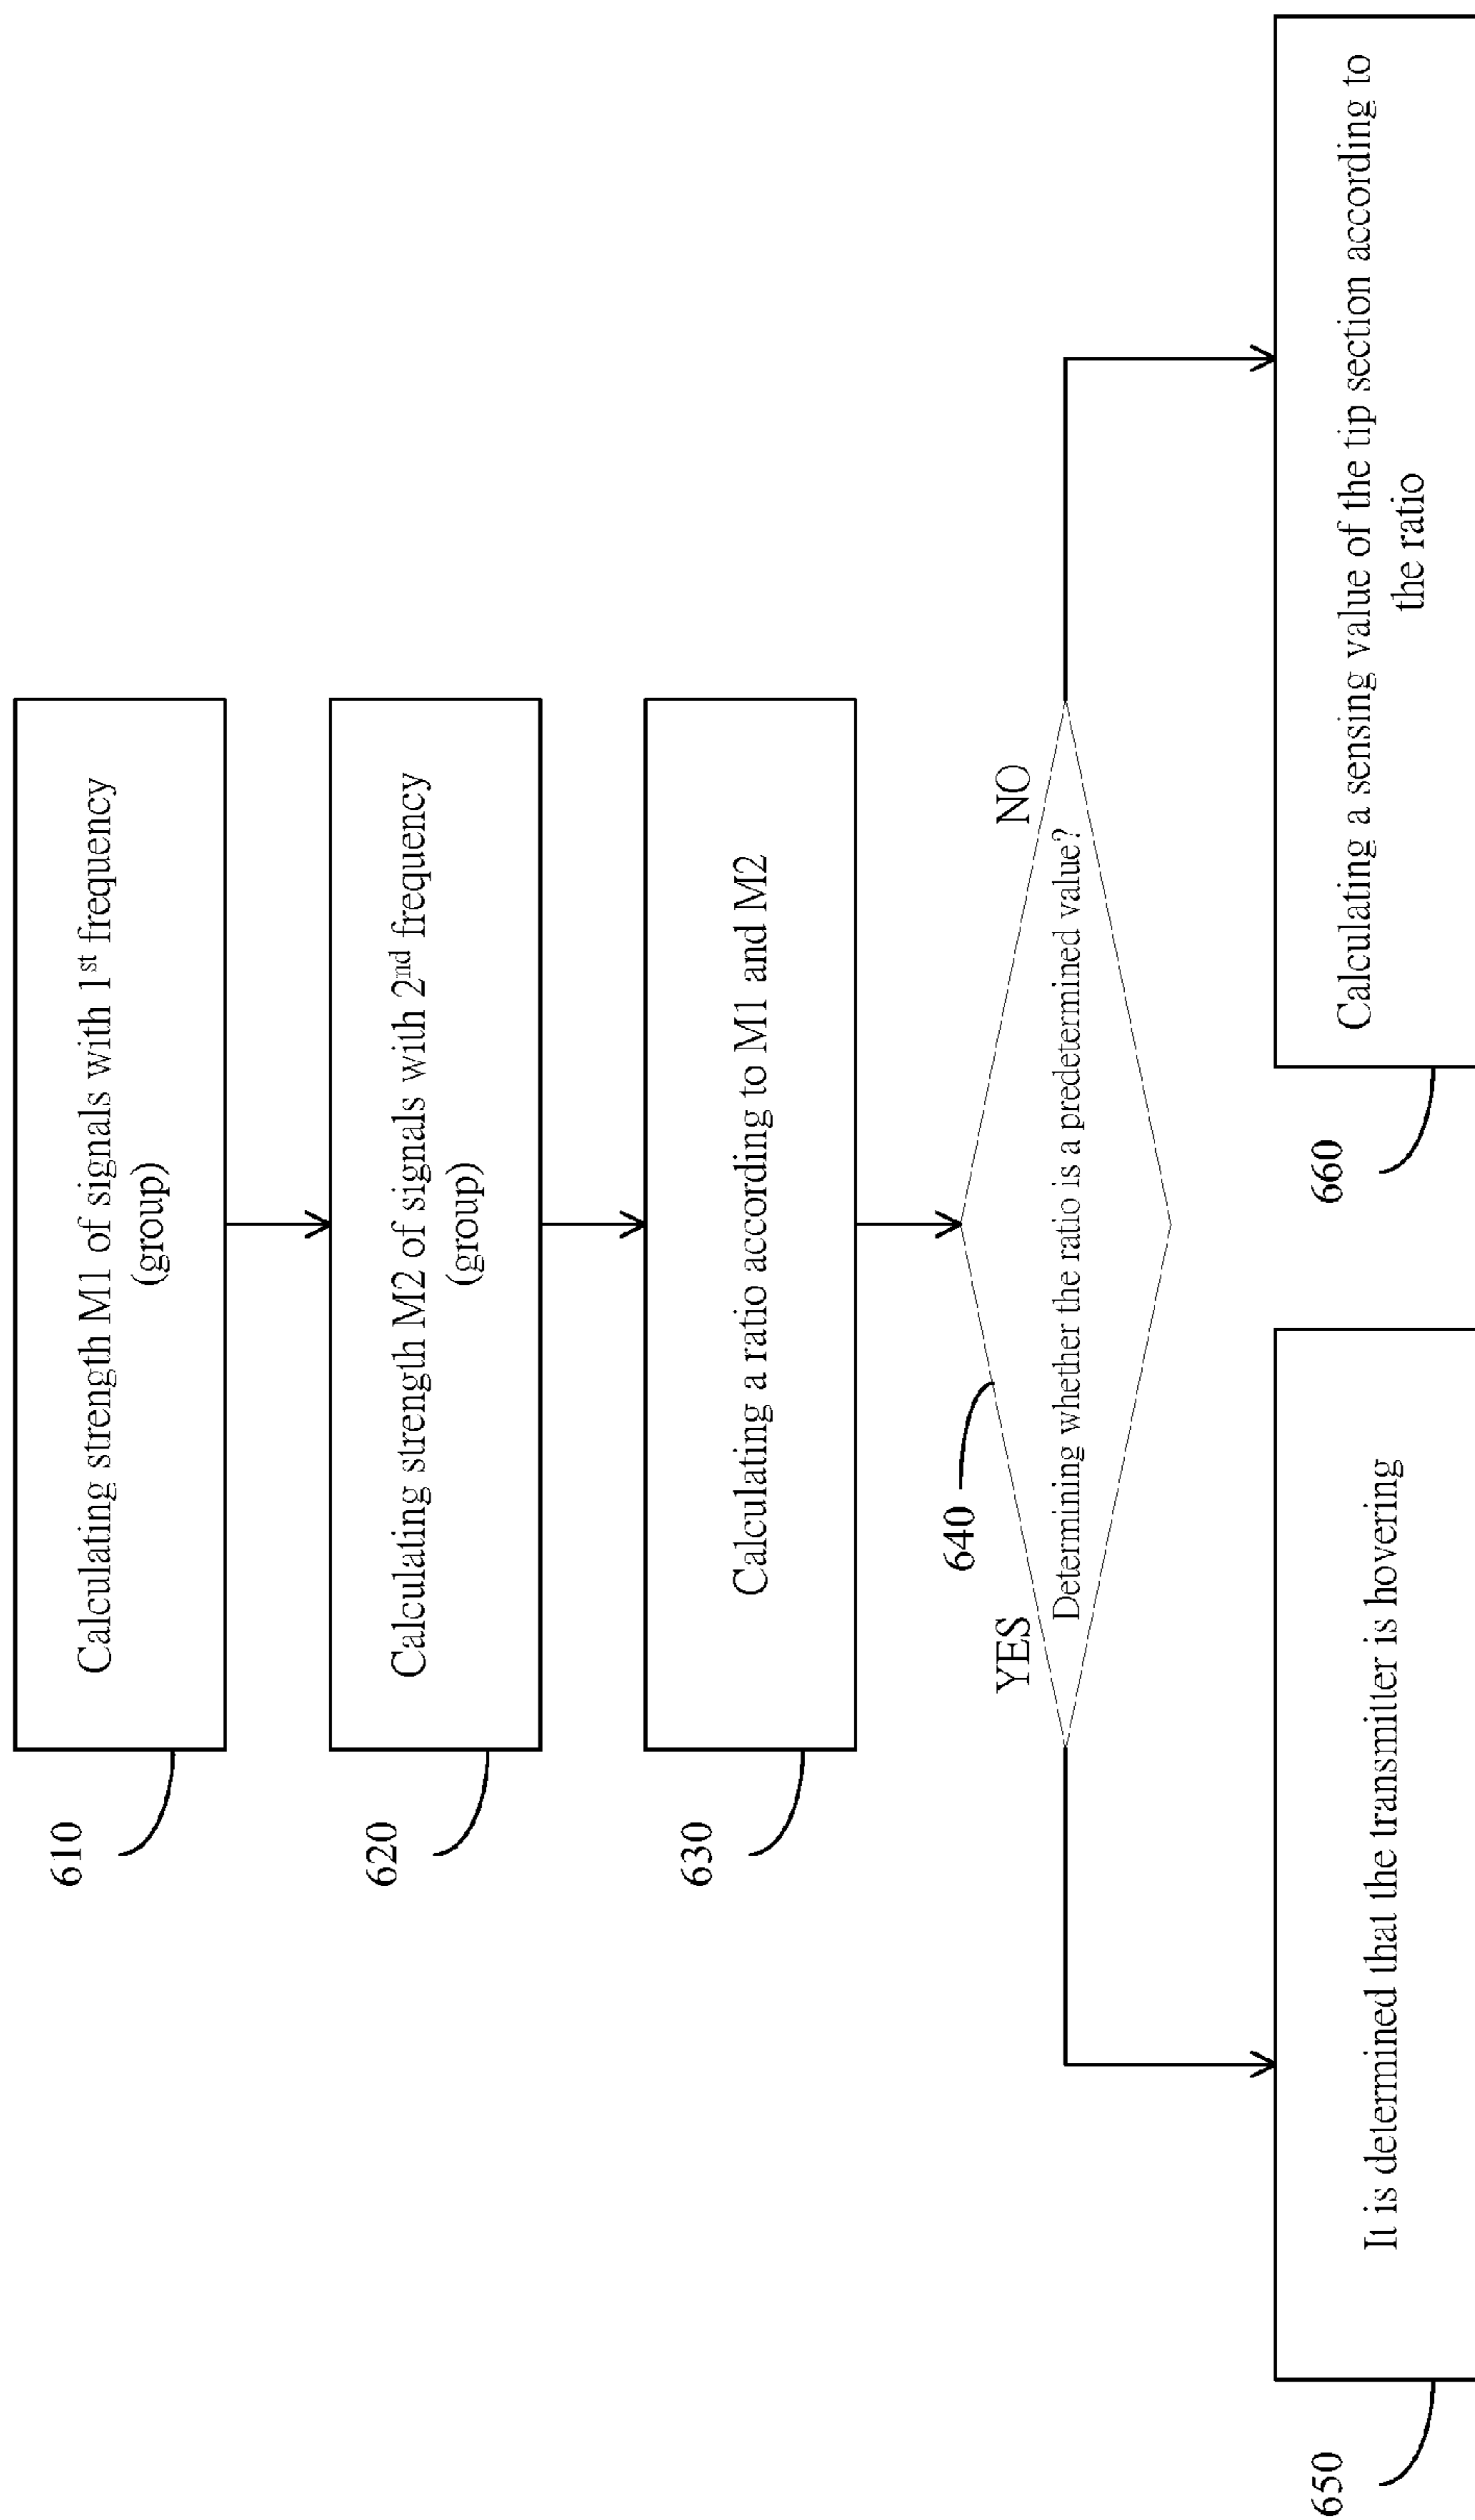 610
Calculating strength M1 of signals with 1st frequency
(group)
620
Calculating strength M2 of signals with 2nd frequency
(group)
630
Calculating a ratio according to M1 and M2
640
YES
NO
Determining whether the ratio is a predetermined value?
650
It is determined that the transmitter is hovering
660
Calculating a sensing value of the tip section according to
the ratio